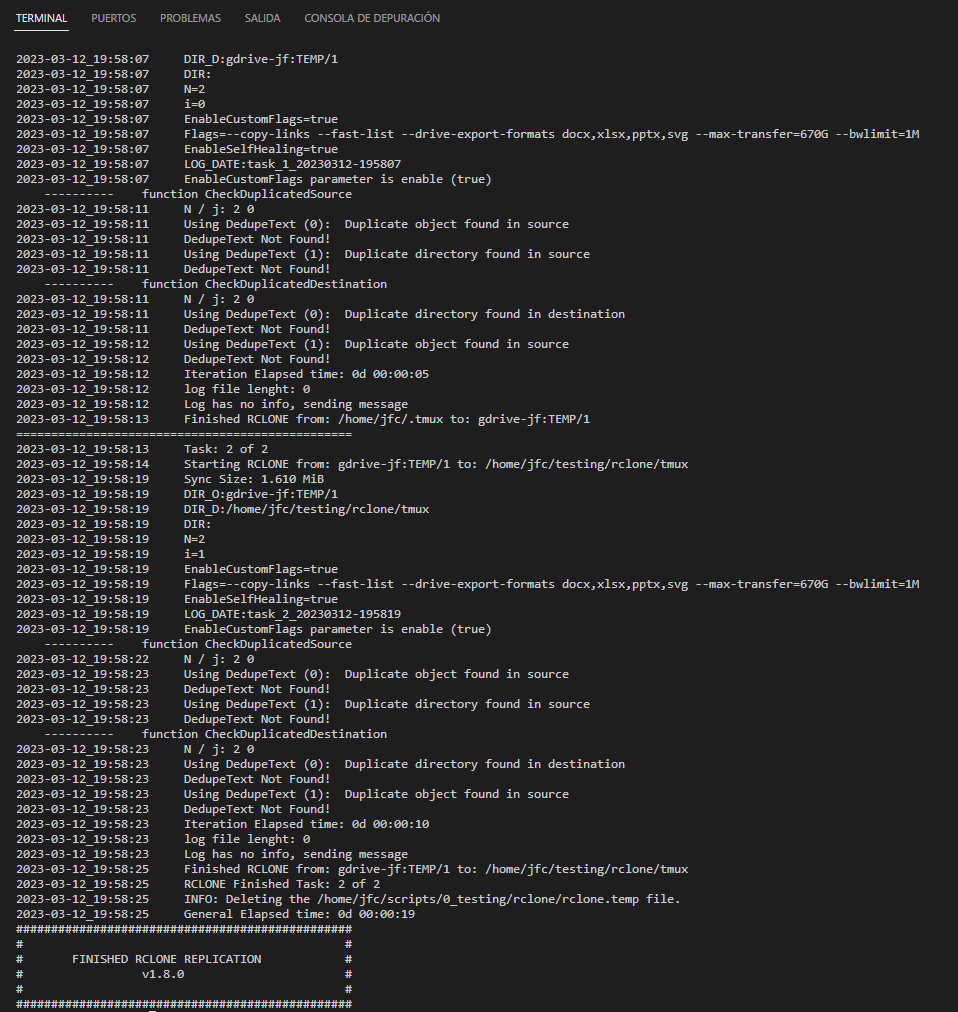 TERMINAL PUERTOS PROBLEMAS SALIDA CONSOLA DE DEPURACIÓN
2023-03-12_19:58:07 DIR_D:gdrive-jf:TEMP/1
2023-03-12_19:58:07 DIR:
2023-03-12_19:58:07 N=2
2023-03-12_19:58:07 i=0
2023-03-12_19:58:07 EnableCustomFlags=true
2023-03-12_19:58:07 Flags=--copy-links --fast-list --drive-export-formats docx,xlsx,pptx,svg --max-transfer=670G --bwlimit=1M
2023-03-12_19:58:07 EnableSelfHealing=true
2023-03-12_19:58:07 LOG_DATE:task_1_20230312-195807
2023-03-12_19:58:07 EnableCustomFlags parameter is enable (true)
---------- function CheckDuplicatedSource
2023-03-12_19:58:11 N / j: 2 0
2023-03-12_19:58:11 Using DedupeText (0): Duplicate object found in source
2023-03-12_19:58:11 DedupeText Not Found!
2023-03-12_19:58:11 Using DedupeText (1): Duplicate directory found in source
2023-03-12_19:58:11 DedupeText Not Found!
---------- function CheckDuplicatedDestination
2023-03-12_19:58:11 N / j: 2 0
2023-03-12_19:58:11 Using DedupeText (0): Duplicate directory found in destination
2023-03-12_19:58:11 DedupeText Not Found!
2023-03-12_19:58:12 Using DedupeText (1): Duplicate object found in source
2023-03-12_19:58:12 DedupeText Not Found!
2023-03-12_19:58:12 Iteration Elapsed time: 0d 00:00:05
2023-03-12_19:58:12 log file lenght: 0
2023-03-12_19:58:12 Log has no info, sending message
2023-03-12_19:58:13 Finished RCLONE from: /home/jfc/.tmux to: gdrive-jf:TEMP/1
================================================
2023-03-12_19:58:13 Task: 2 of 2
2023-03-12_19:58:14 Starting RCLONE from: gdrive-jf:TEMP/1 to: /home/jfc/testing/rclone/tmux
2023-03-12_19:58:19 Sync Size: 1.610 MiB
2023-03-12_19:58:19 DIR_O:gdrive-jf:TEMP/1
2023-03-12_19:58:19 DIR_D:/home/jfc/testing/rclone/tmux
2023-03-12_19:58:19 DIR:
2023-03-12_19:58:19 N=2
2023-03-12_19:58:19 i=1
2023-03-12_19:58:19 EnableCustomFlags=true
2023-03-12_19:58:19 Flags=--copy-links --fast-list --drive-export-formats docx,xlsx,pptx,svg --max-transfer=670G --bwlimit=1M
2023-03-12_19:58:19 EnableSelfHealing=true
2023-03-12_19:58:19 LOG_DATE:task_2_20230312-195819
2023-03-12_19:58:19 EnableCustomFlags parameter is enable (true)
---------- function CheckDuplicatedSource
2023-03-12_19:58:22 N / j: 2 0
2023-03-12_19:58:23 Using DedupeText (0): Duplicate object found in source
2023-03-12_19:58:23 DedupeText Not Found!
2023-03-12_19:58:23 Using DedupeText (1): Duplicate directory found in source
2023-03-12_19:58:23 DedupeText Not Found!
---------- function CheckDuplicatedDestination
2023-03-12_19:58:23 N / j: 2 0
2023-03-12_19:58:23 Using DedupeText (0): Duplicate directory found in destination
2023-03-12_19:58:23 DedupeText Not Found!
2023-03-12_19:58:23 Using DedupeText (1): Duplicate object found in source
2023-03-12_19:58:23 DedupeText Not Found!
2023-03-12_19:58:23 Iteration Elapsed time: 0d 00:00:10
2023-03-12_19:58:23 log file lenght: 0
2023-03-12_19:58:23 Log has no info, sending message
2023-03-12_19:58:25 Finished RCLONE from: gdrive-jf:TEMP/1 to: /home/jfc/testing/rclone/tmux
2023-03-12_19:58:25 RCLONE Finished Task: 2 of 2
2023-03-12_19:58:25 INFO: Deleting the /home/jfc/scripts/0_testing/rclone/rclone.temp file.
2023-03-12_19:58:25 General Elapsed time: 0d 00:00:19
################################################
# #
# FINISHED RCLONE REPLICATION #
# v1.8.0 #
# #
################################################